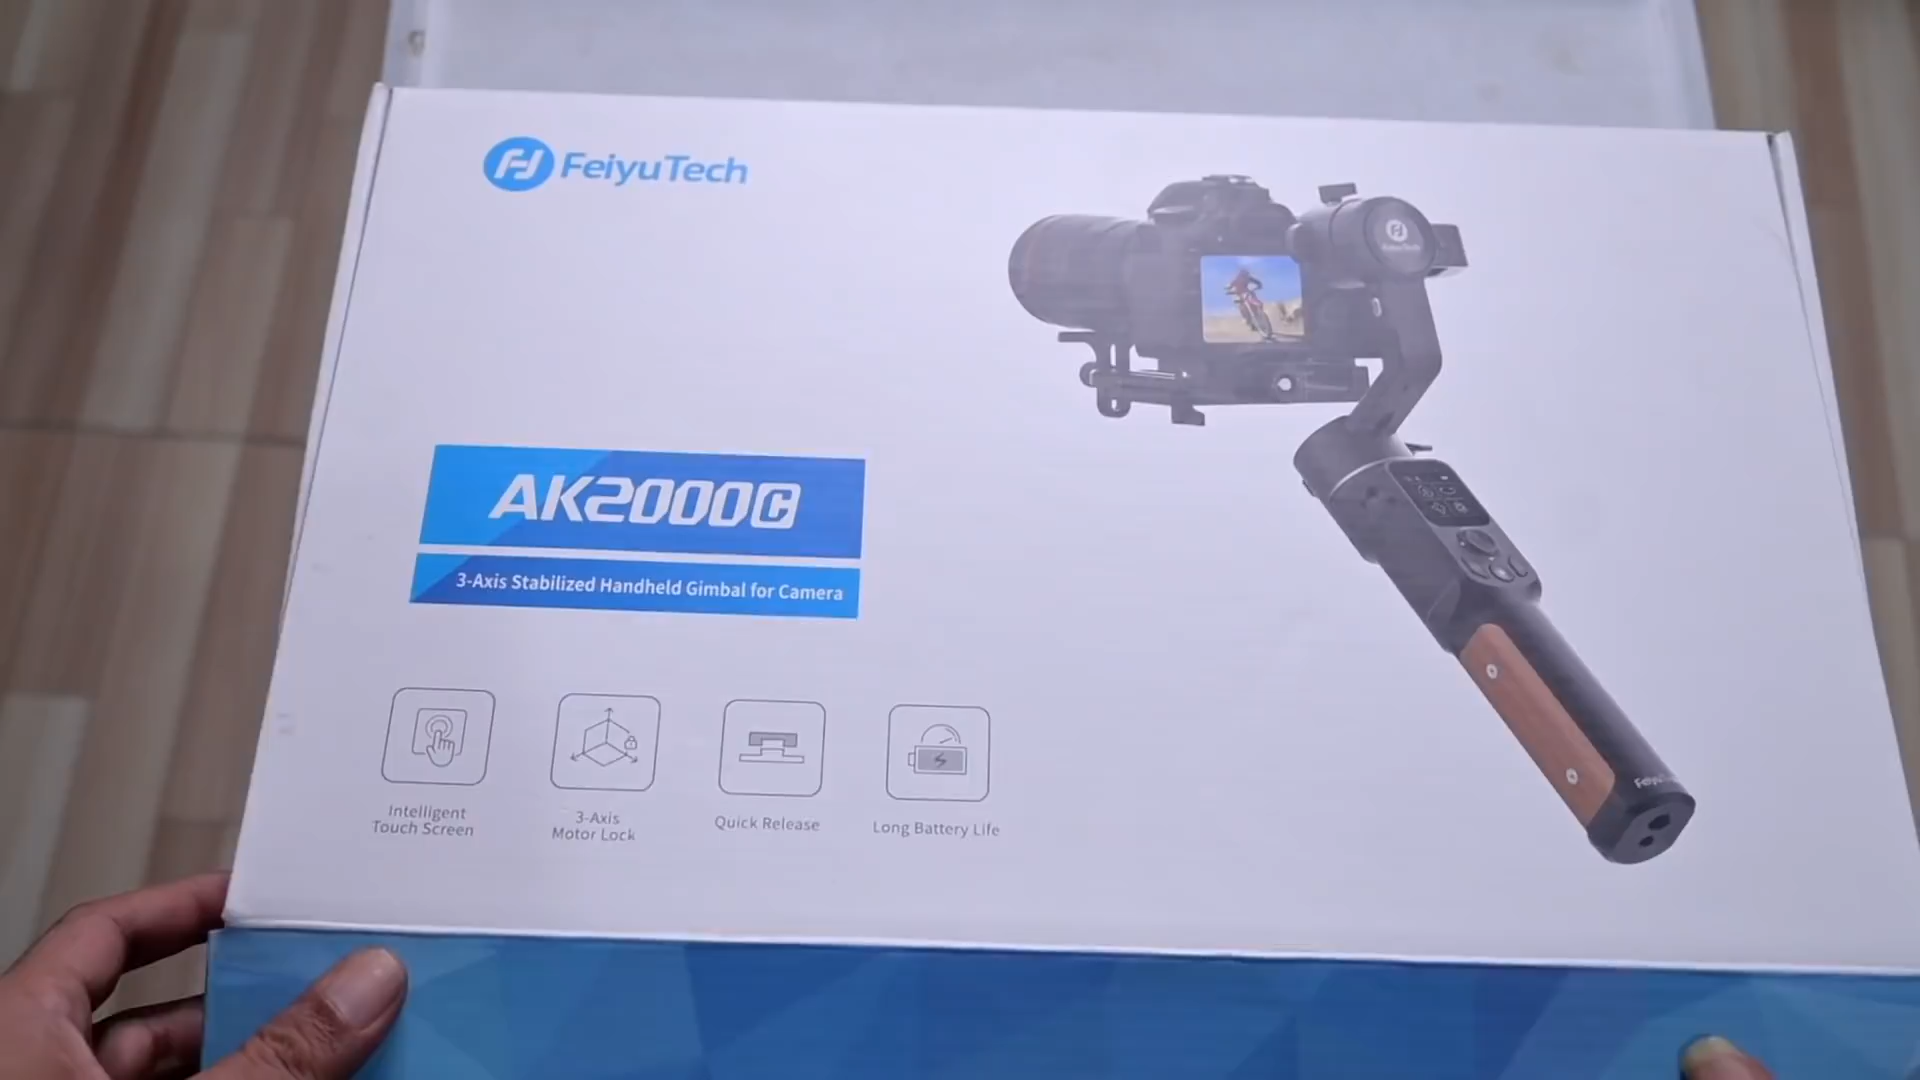 FeiyuTech
AK2000C
3-Axis Stabilized Handheld Gimbal for Camera
Intelligent
Touch Screen
3-Axis
Motor Lock
Quick Release
Long Battery Life